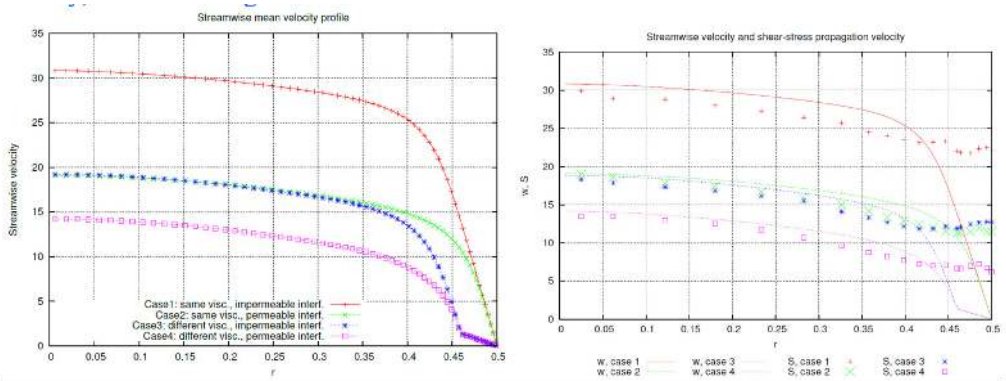 Streamwise mean velocity profile
35
30
25
20
15
10
5
0
Streamwise velocity
Case1: same visc., impermeable interf.
Case2: same visc., permeable interf.
Case3: different visc., impermeable interf.
Case4: different visc., permeable interf.
0 0.05 0.1 0.15 0.2 0.25 0.3 0.35 0.4 0.45 0.5
r
Streamwise velocity and shear-stress propagation velocity
35
30
25
20
15
10
5
0
w, S
0 0.05 0.1 0.15 0.2 0.25 0.3 0.35 0.4 0.45 0.5
r
w, case 1 w, case 3 S, case 1 S, case 3
w, case 2 w, case 4 S, case 2 S, case 4